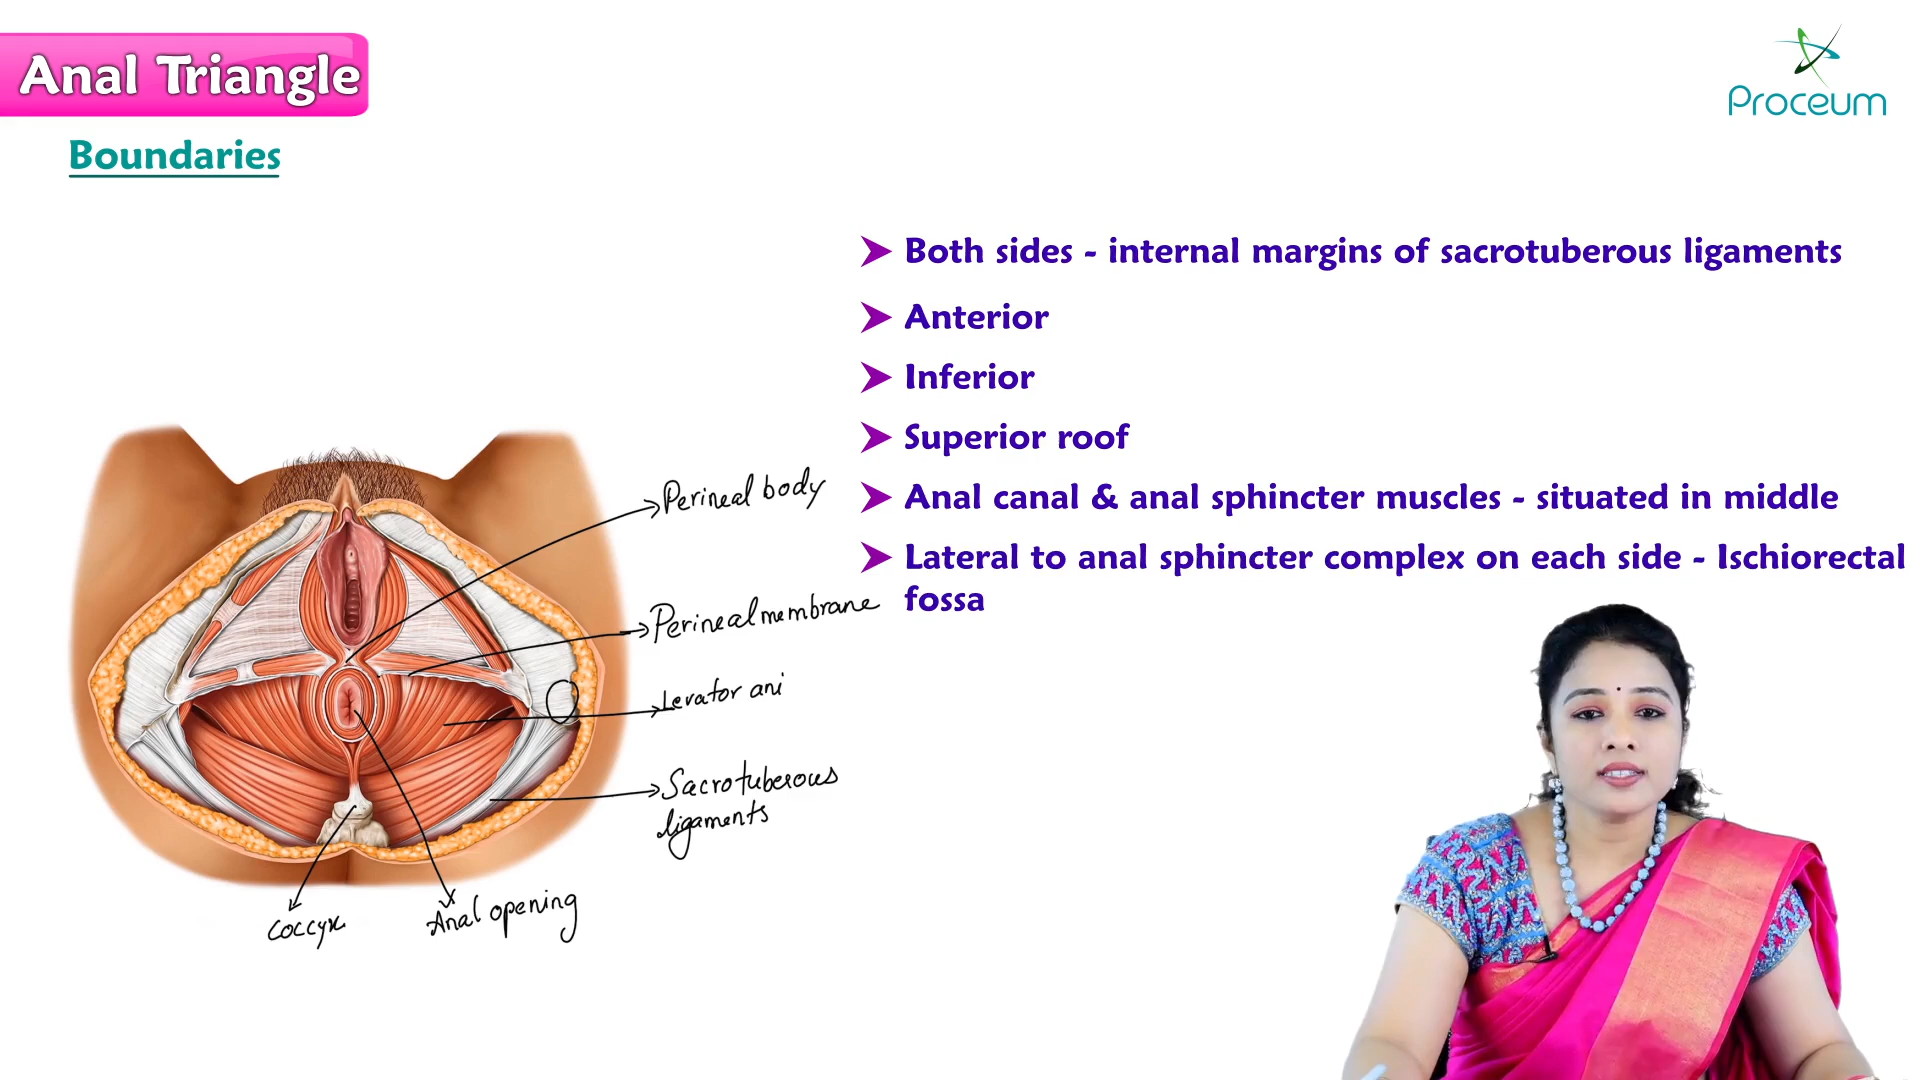 Anal Triangle
Proceum
Boundaries
Both sides - internal margins of sacrotuberous ligaments
Anterior
Inferior
Superior roof
Anal canal & anal sphincter muscles - situated in middle
Lateral to anal sphincter complex on each side - Ischiorectal
fossa
Perineal body
Perineal membrane
Levator ani
Sacrotuberous
ligaments
Coccyx
Anal opening